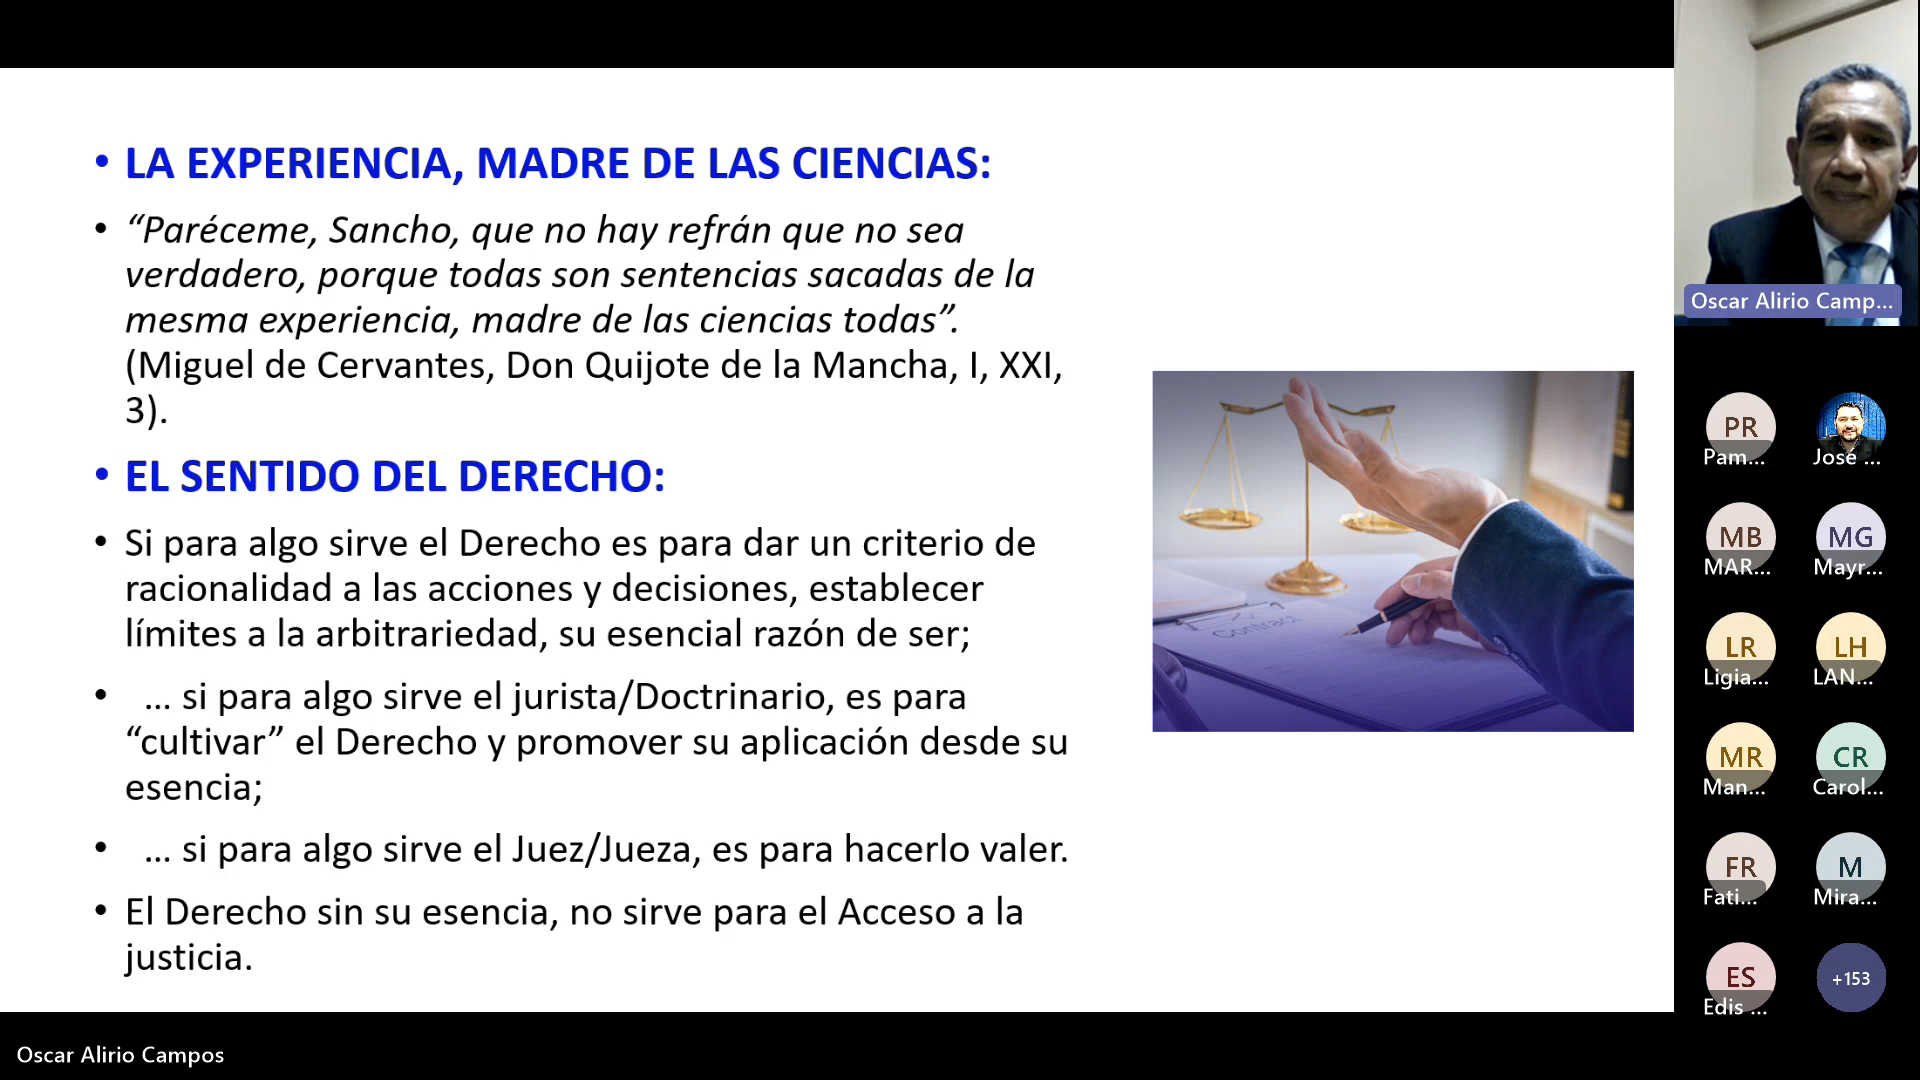 • LA EXPERIENCIA, MADRE DE LAS CIENCIAS:
• “Paréceme, Sancho, que no hay refrán que no sea
verdadero, porque todas son sentencias sacadas de la
mesma experiencia, madre de las ciencias todas”.
(Miguel de Cervantes, Don Quijote de la Mancha, I, XXI,
3).
• EL SENTIDO DEL DERECHO:
• Si para algo sirve el Derecho es para dar un criterio de
racionalidad a las acciones y decisiones, establecer
límites a la arbitrariedad, su esencial razón de ser;
• … si para algo sirve el jurista/Doctrinario, es para
“cultivar” el Derecho y promover su aplicación desde su
esencia;
• … si para algo sirve el Juez/Jueza, es para hacerlo valer.
• El Derecho sin su esencia, no sirve para el Acceso a la
justicia.
Contract
Oscar Alirio Camp...
PR
Pam...
José ...
MB
MAR...
MG
Mayr...
LR
Ligia...
LH
LAN...
MR
Man...
CR
Carol...
FR
Fati...
M
Mira...
ES
Edis ...
+153
Oscar Alirio Campos